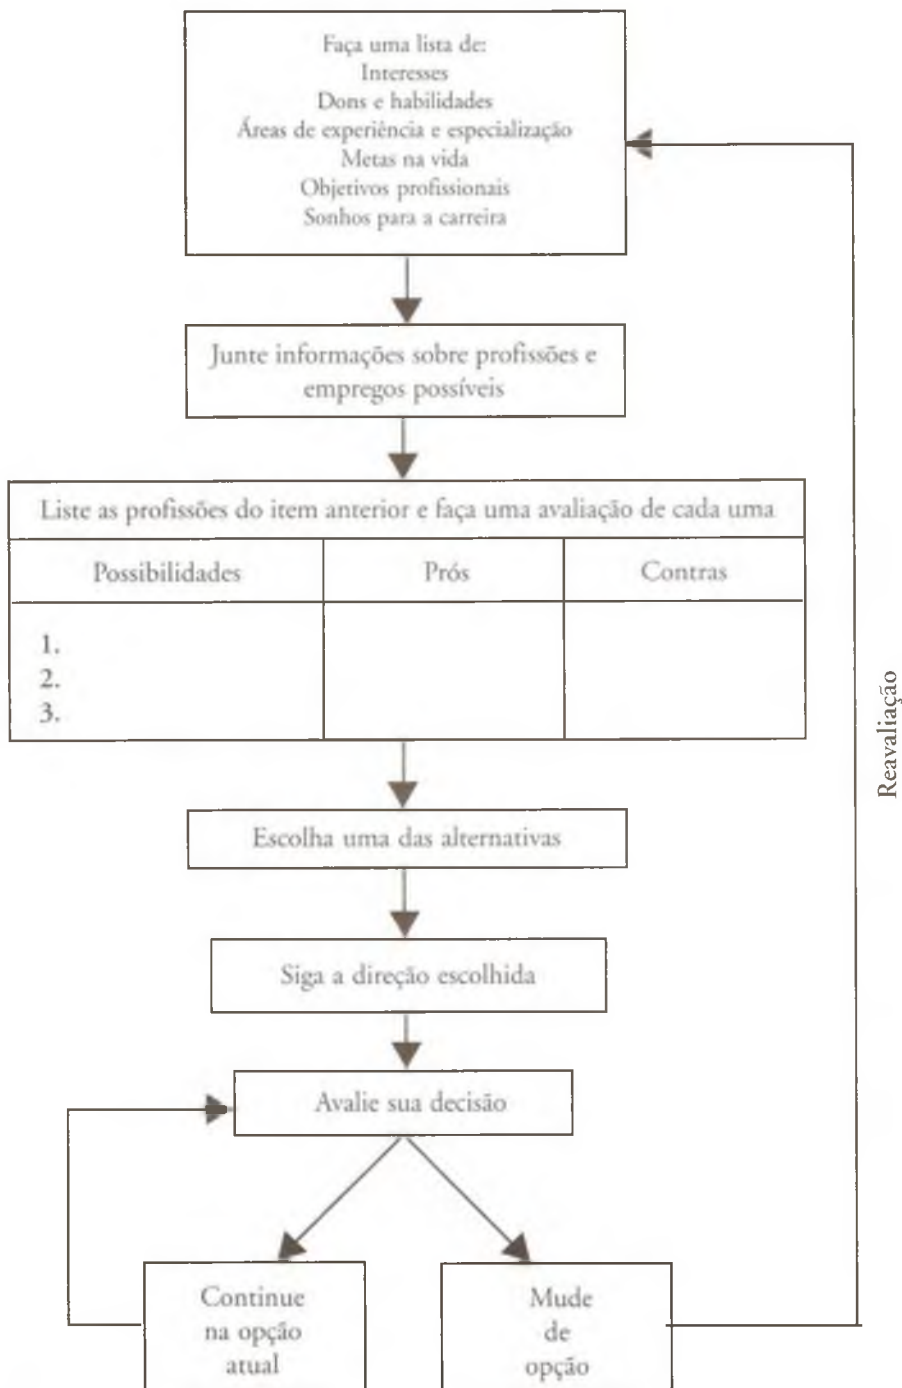 Faça uma lista de:
Interesses
Dons e habilidades
Áreas de experiência e especialização
Metas na vida
Objetivos profissionais
Sonhos para a carreira
Junte informações sobre profissões e
empregos possíveis
Liste as profissões do item anterior e faça uma avaliação de cada uma
Possibilidades Prós Contras
1.
2.
3.
Escolha uma das alternativas
Siga a direção escolhida
Avalie sua decisão
Continue
na opção
atual
Mude
de
opção
Reavaliação